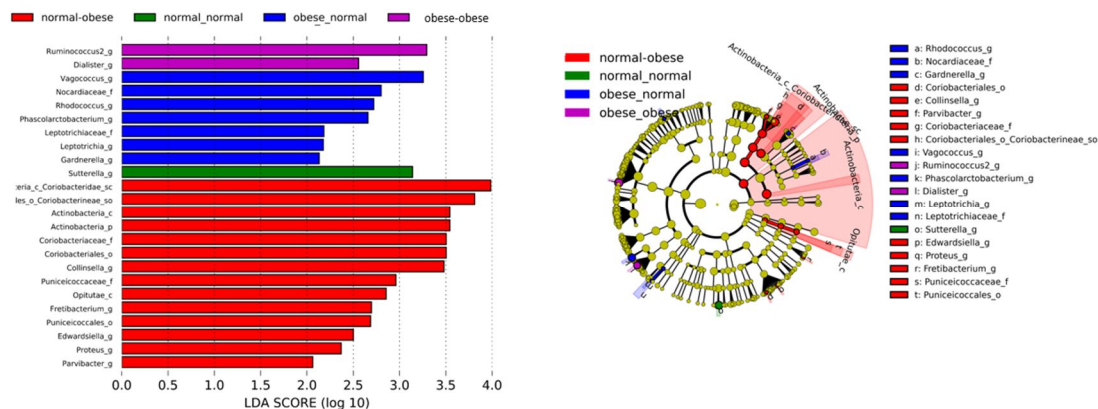 normal-obese
normal_normal
obese_normal
obese-obese
Ruminococcus2_g
Dialister_g
Vagococcus_g
Nocardiaceae_f
Rhodococcus_g
Phascolarctobacterium_g
Leptotrichiaceae_f
Leptotrichia_g
Gardnerella_g
Sutterella_g
teria_c_Coriobacteridae_sc
les_o_Coriobacterineae_so
Actinobacteria_c
Actinobacteria_p
Coriobacteriaceae_f
Coriobacteriales_o
Collinsella_g
Puniceicoccaceae_f
Opitutae_c
Fretibacterium_g
Puniceicoccales_o
Edwardsiella_g
Proteus_g
Parvibacter_g
0.0 0.5 1.0 1.5 2.0 2.5 3.0 3.5 4.0
LDA SCORE (log 10)
normal-obese
normal_normal
obese_normal
obese_obese
Actinobacteria_c
Opitutae_c
a: Rhodococcus_g
b: Nocardiaceae_f
c: Gardnerella_g
d: Coriobacteriales_o
e: Collinsella_g
f: Parvibacter_g
g: Coriobacteriaceae_f
h: Coriobacteriales_o_Coriobacterineae_so
i: Vagococcus_g
j: Ruminococcus2_g
k: Phascolarctobacterium_g
l: Dialister_g
m: Leptotrichia_g
n: Leptotrichiaceae_f
o: Sutterella_g
p: Edwardsiella_g
q: Proteus_g
r: Fretibacterium_g
s: Puniceicoccaceae_f
t: Puniceicoccales_o